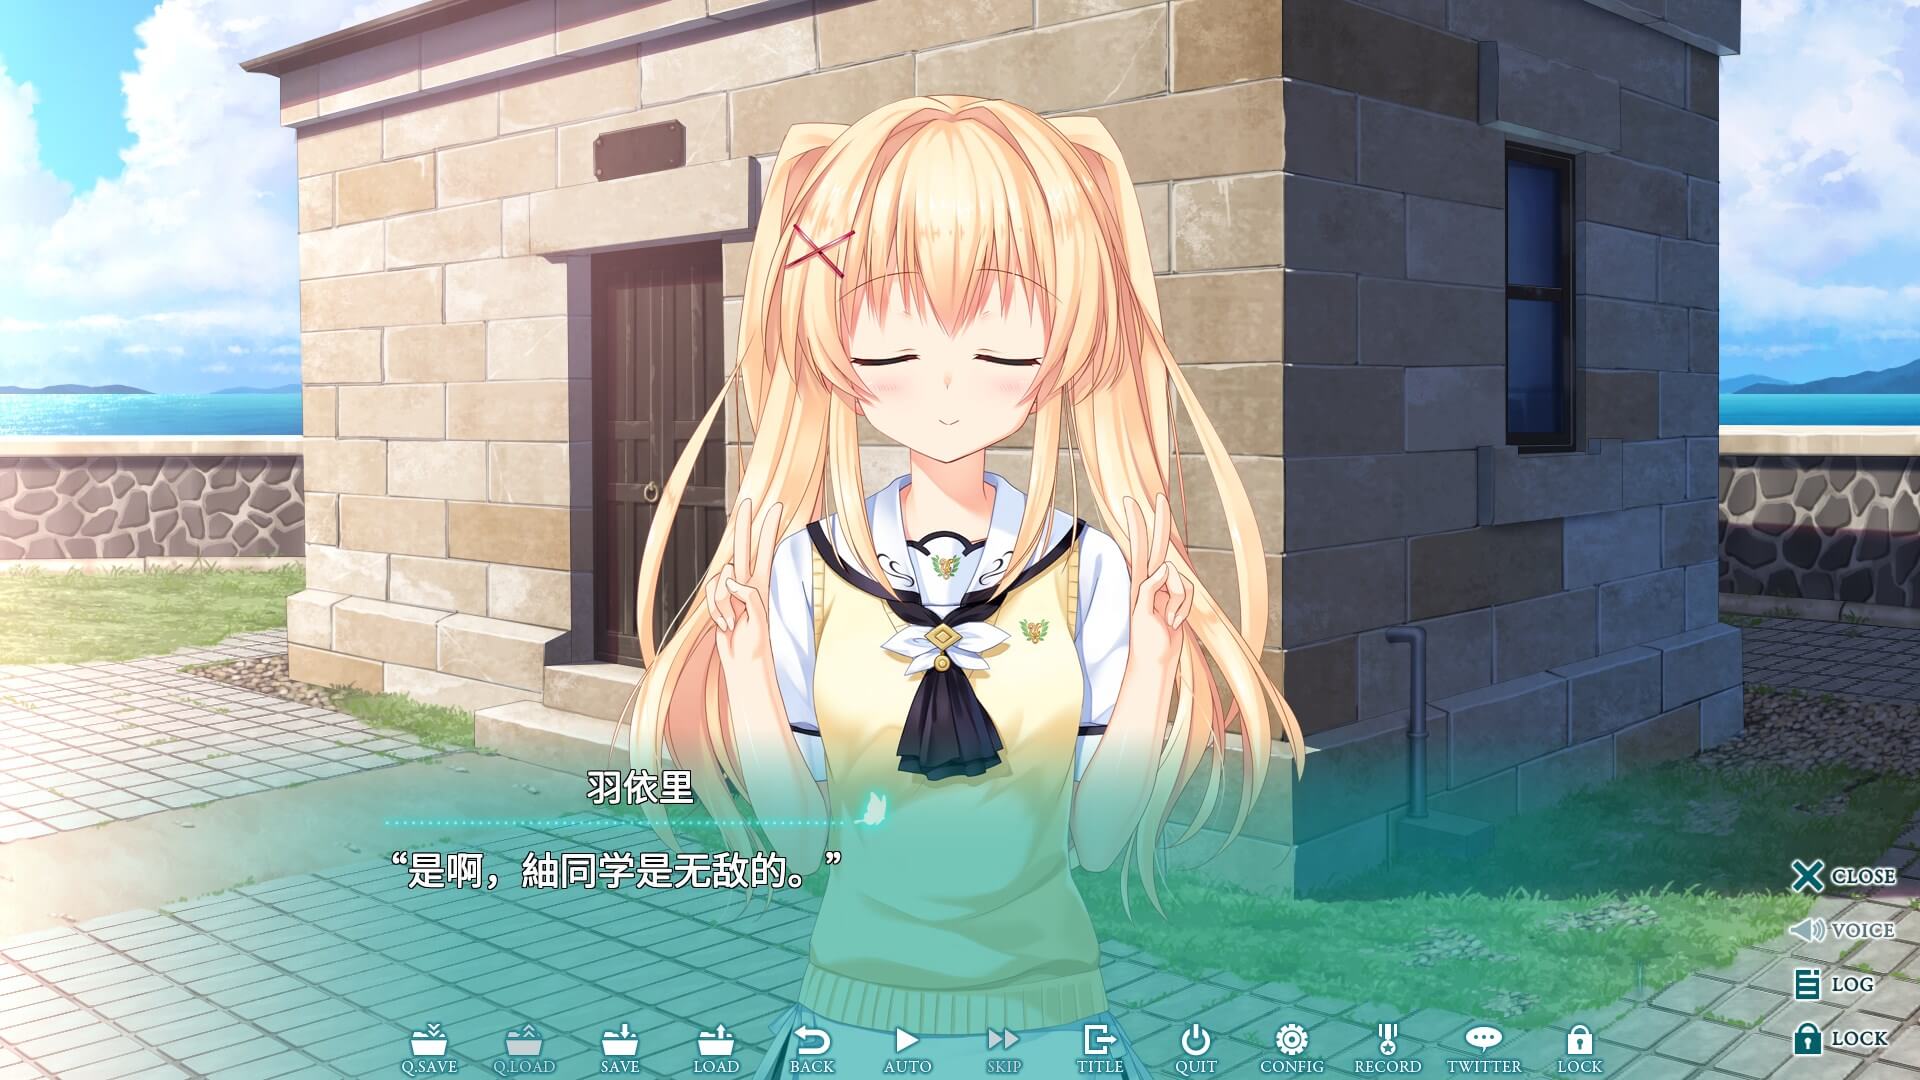 羽依里
“是啊，紬同学是无敌的。”
CLOSE
VOICE
LOG
LOCK
Q.SAVE
Q.LOAD
SAVE
LOAD
BACK
AUTO
SKIP
TITLE
QUIT
CONFIG
RECORD
TWITTER
LOCK